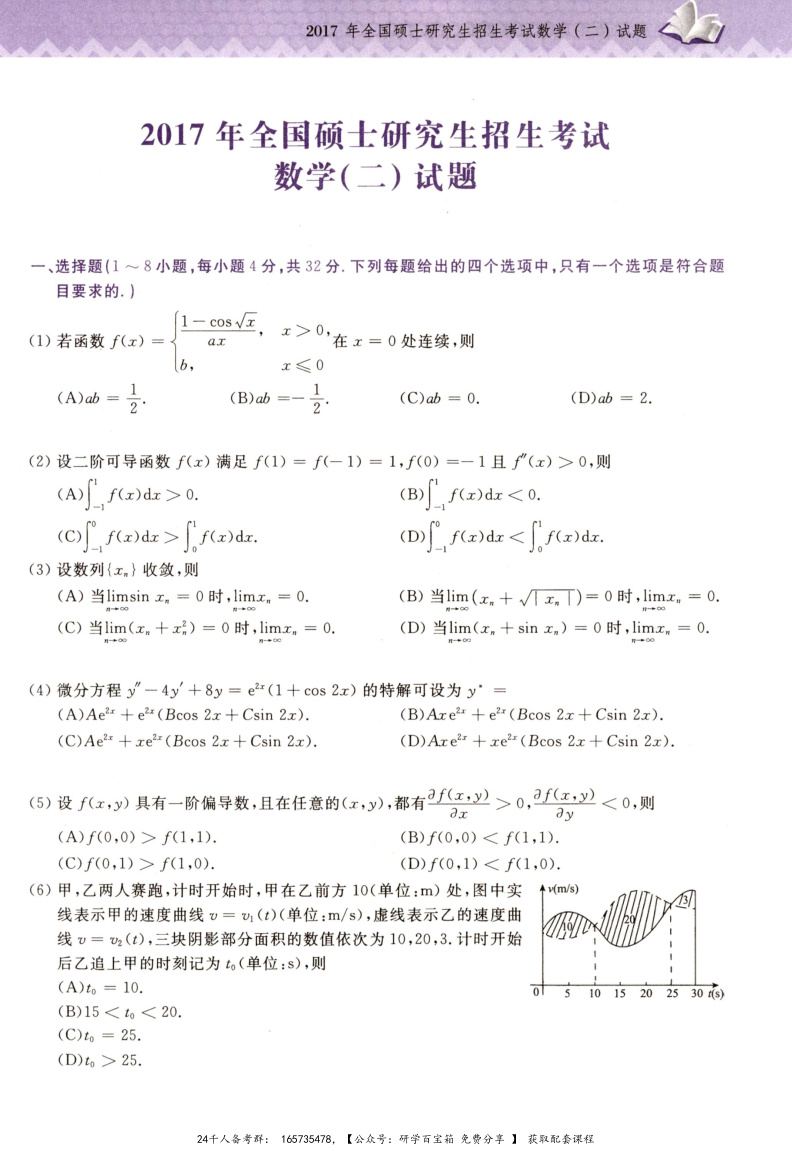 2017 年全国硕士研究生招生考试数学(二)试题
2017 年全国硕士研究生招生考试
数学(二)试题
一、选择题(1～8小题,每小题4分,共32分.下列每题给出的四个选项中,只有一个选项是符合题
目要求的.)
(1) 若函数 f(x) = { (1-cos√x)/(ax), x>0, b, x≤0 在 x = 0 处连续,则
(A)ab = 1/2. (B)ab =- 1/2. (C)ab = 0. (D)ab = 2.
(2) 设二阶可导函数 f(x) 满足 f(1) = f(-1) = 1,f(0) =-1 且 f″(x) > 0,则
(A)∫_{-1}^{1} f(x)dx > 0. (B)∫_{-1}^{1} f(x)dx < 0.
(C)∫_{-1}^{0} f(x)dx > ∫_{0}^{1} f(x)dx. (D)∫_{-1}^{0} f(x)dx < ∫_{0}^{1} f(x)dx.
(3) 设数列{xₙ} 收敛,则
(A) 当lim_{n→∞} sin xₙ = 0 时,lim_{n→∞} xₙ = 0. (B) 当lim_{n→∞}(xₙ + √|xₙ|) = 0 时,lim_{n→∞} xₙ = 0.
(C) 当lim_{n→∞}(xₙ + xₙ²) = 0 时,lim_{n→∞} xₙ = 0. (D) 当lim_{n→∞}(xₙ + sin xₙ) = 0 时,lim_{n→∞} xₙ = 0.
(4) 微分方程 y″-4y′+8y = e^{2x}(1+cos 2x) 的特解可设为 y* =
(A)Ae^{2x} + e^{2x}(Bcos 2x+Csin 2x). (B)Axe^{2x} + e^{2x}(Bcos 2x+Csin 2x).
(C)Ae^{2x} + xe^{2x}(Bcos 2x+Csin 2x). (D)Axe^{2x} + xe^{2x}(Bcos 2x+Csin 2x).
(5) 设 f(x,y) 具有一阶偏导数,且在任意的(x,y),都有 ∂f(x,y)/∂x > 0, ∂f(x,y)/∂y < 0,则
(A)f(0,0) > f(1,1). (B)f(0,0) < f(1,1).
(C)f(0,1) > f(1,0). (D)f(0,1) < f(1,0).
(6) 甲,乙两人赛跑,计时开始时,甲在乙前方 10(单位:m) 处,图中实
线表示甲的速度曲线 v = v₁(t)(单位:m/s),虚线表示乙的速度曲
线 v = v₂(t),三块阴影部分面积的数值依次为 10,20,3.计时开始
后乙追上甲的时刻记为 t₀(单位:s),则
(A)t₀ = 10.
(B)15 < t₀ < 20.
(C)t₀ = 25.
(D)t₀ > 25.
v(m/s)
10 20 3
0 5 10 15 20 25 30 t(s)
24千人备考群: 165735478,【公众号: 研学百宝箱 免费分享 】 获取配套课程